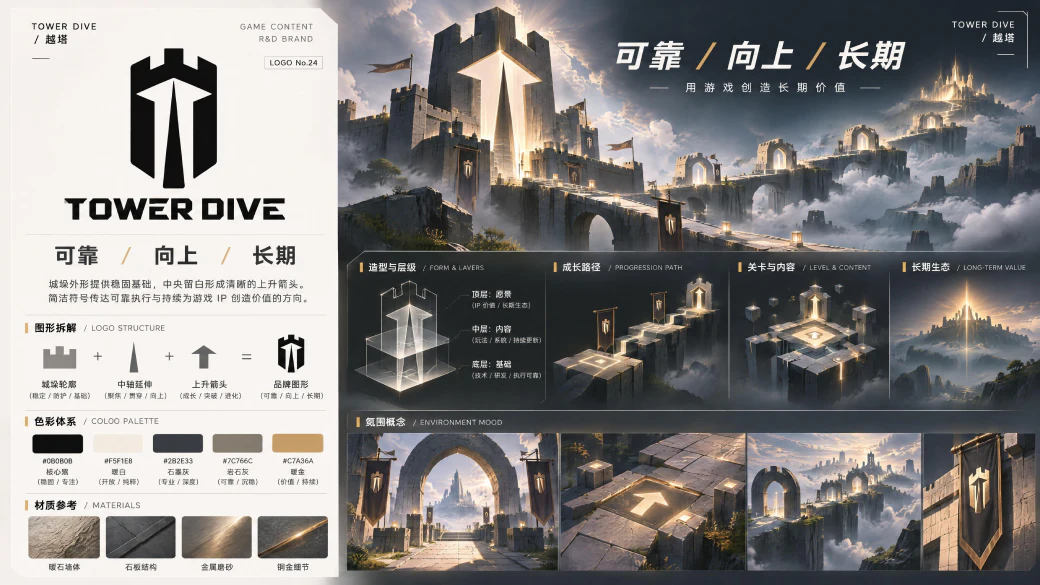 TOWER DIVE
/ 越塔
GAME CONTENT
R&D BRAND
LOGO No.24
TOWER DIVE
可靠 / 向上 / 长期
城垛外形提供稳固基础，中央留白形成清晰的上升箭头。
简洁符号传达可靠执行与持续为游戏 IP 创造价值的方向。
图形拆解 / LOGO STRUCTURE
+ + =
城垛轮廓 中轴延伸 上升箭头 品牌图形
(稳定 / 防护 / 基础) (聚焦 / 贯穿 / 向上) (成长 / 突破 / 进化) (可靠 / 向上 / 长期)
色彩体系 / COLOO PALETTE
#0B0B0B #F5F1E8 #2B2E33 #7C766C #C7A36A
核心黑 暖白 石墨灰 岩石灰 暖金
(稳固 / 专注) (开放 / 纯粹) (专业 / 深度) (可靠 / 沉稳) (价值 / 持续)
材质参考 / MATERIALS
暖石墙体 石板结构 金属磨砂 铜金细节
可靠 / 向上 / 长期
用游戏创造长期价值
TOWER DIVE
/ 越塔
造型与层级 / FORM & LAVERS
顶层：愿景
(IP 价值 / 长期生态)
中层：内容
(玩法 / 系统 / 持续更新)
底层：基础
(技术 / 研发 / 执行可靠)
成长路径 / PROGRESSION PATH
关卡与内容 / LEVEL & CONTENT
长期生态 / LONG-TERM VALUE
氛围概念 / ENVIRONMENT MOOD